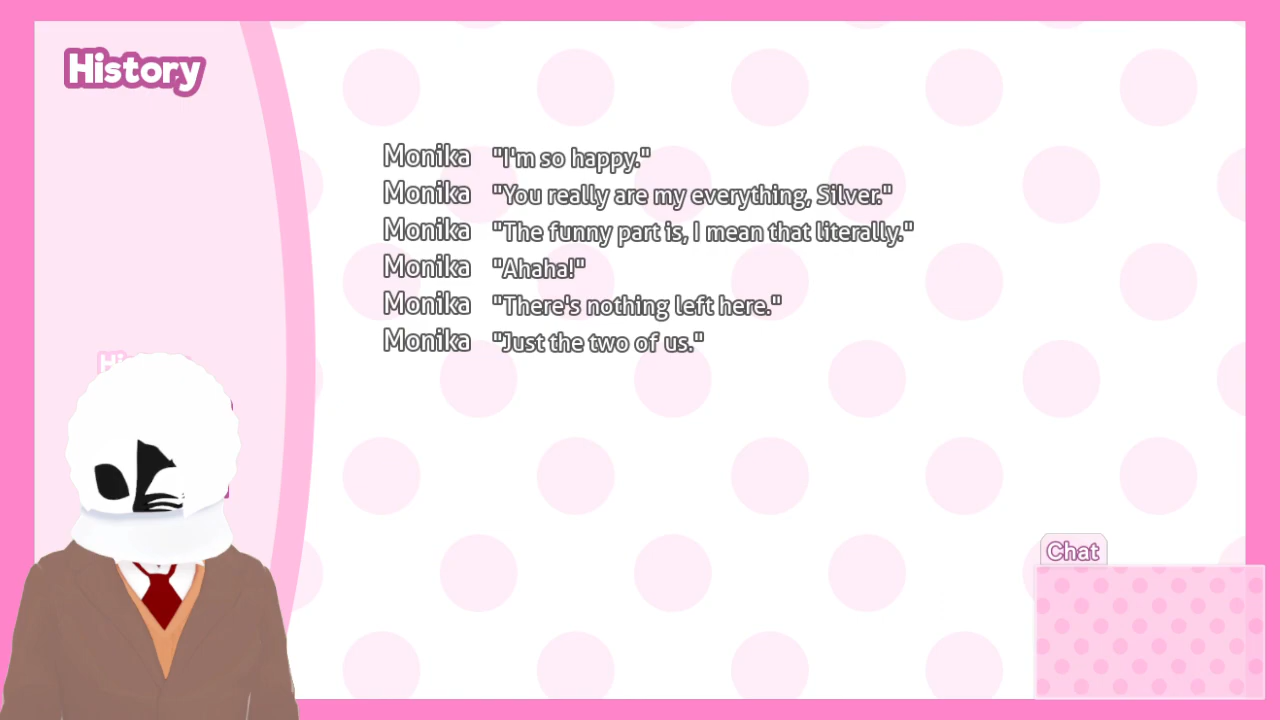 History
Monika "I'm so happy."
Monika "You really are my everything, Silver."
Monika "The funny part is, I mean that literally."
Monika "Ahaha!"
Monika "There's nothing left here."
Monika "Just the two of us."
Chat